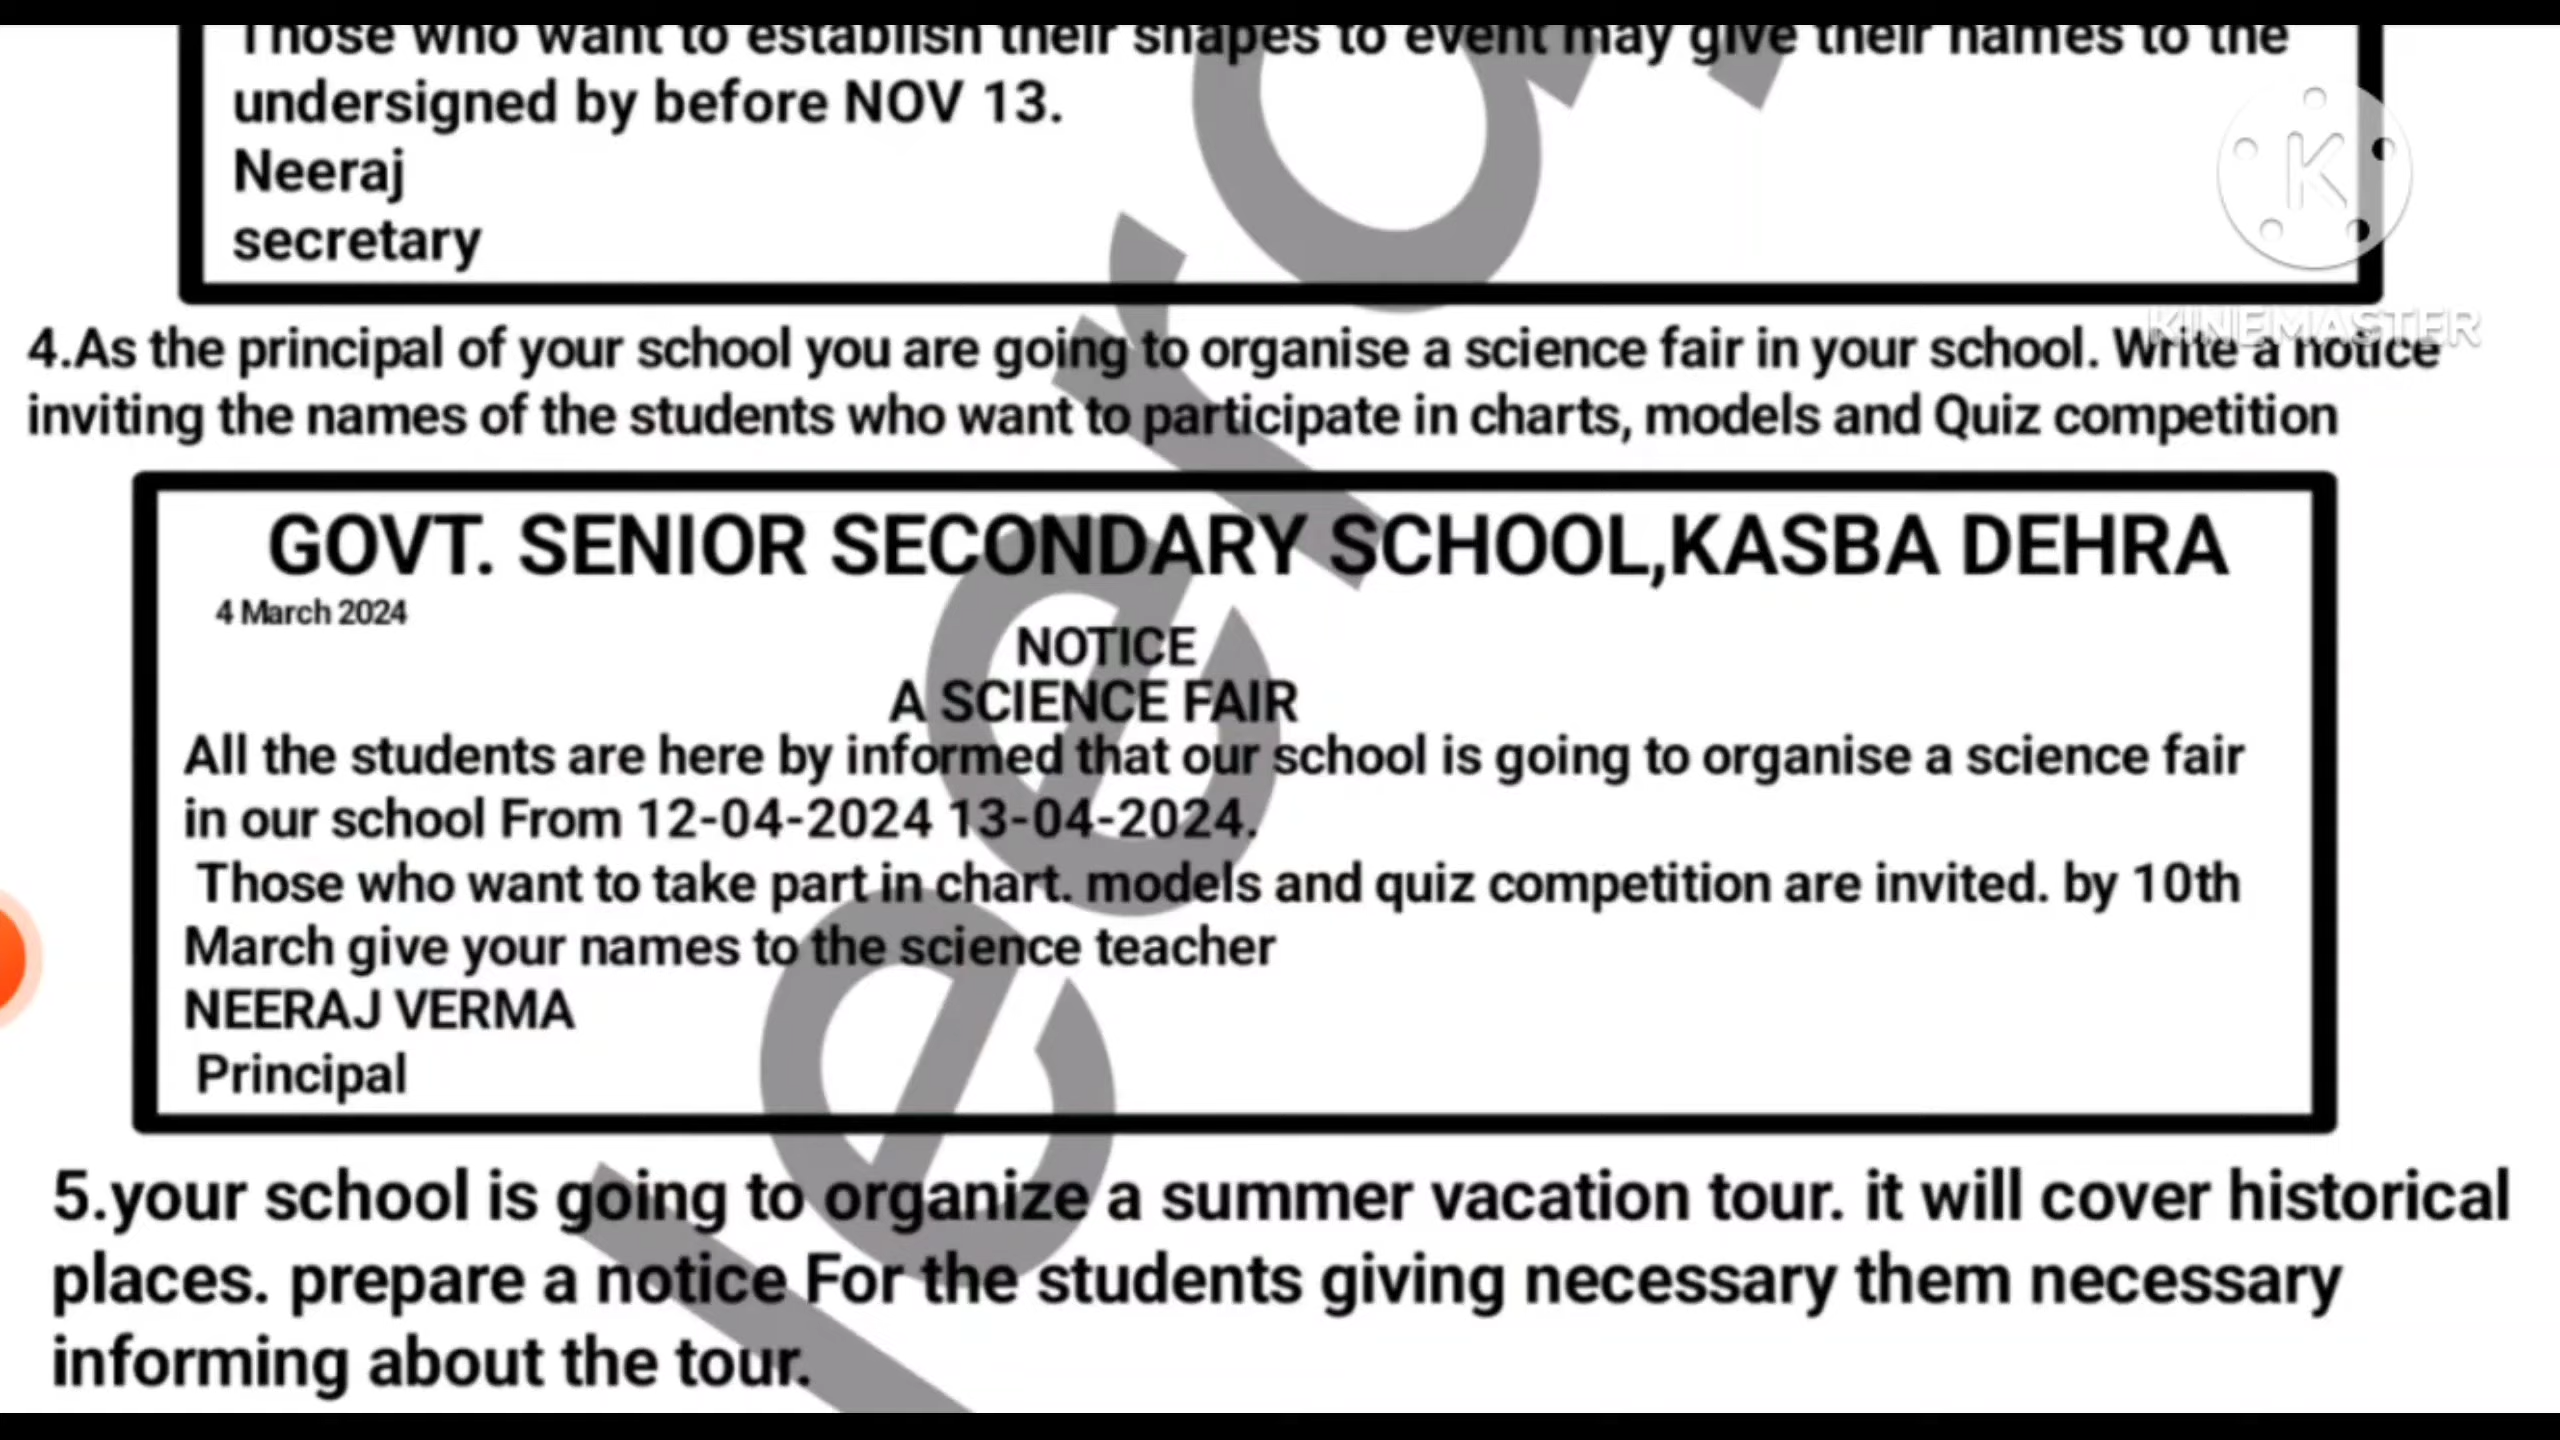 Those who want to establish their shapes to event may give their names to the
undersigned by before NOV 13.
Neeraj
secretary
KINEMASTER
4.As the principal of your school you are going to organise a science fair in your school. Write a notice
inviting the names of the students who want to participate in charts, models and Quiz competition
GOVT. SENIOR SECONDARY SCHOOL,KASBA DEHRA
4 March 2024
NOTICE
A SCIENCE FAIR
All the students are here by informed that our school is going to organise a science fair
in our school From 12-04-2024 13-04-2024.
Those who want to take part in chart. models and quiz competition are invited. by 10th
March give your names to the science teacher
NEERAJ VERMA
Principal
5.your school is going to organize a summer vacation tour. it will cover historical
places. prepare a notice For the students giving necessary them necessary
informing about the tour.